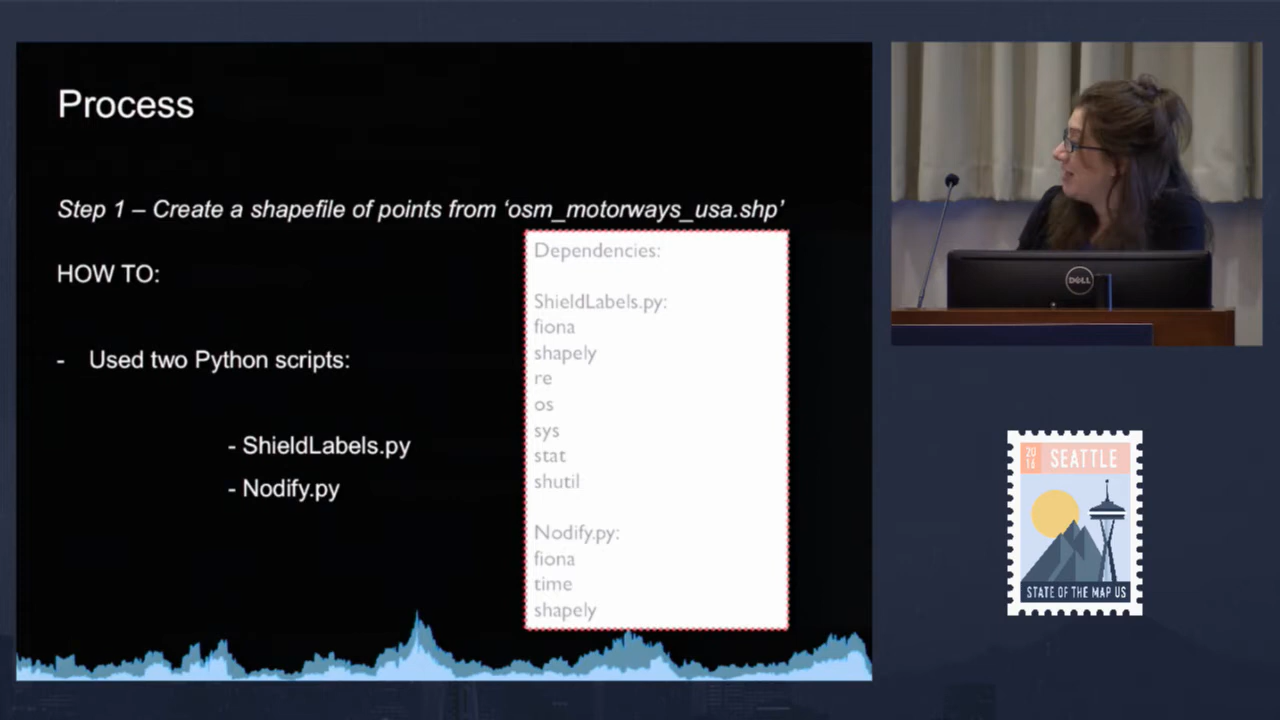 Process
Step 1 – Create a shapefile of points from ‘osm_motorways_usa.shp’
HOW TO:
- Used two Python scripts:
- ShieldLabels.py
- Nodify.py
Dependencies:
ShieldLabels.py:
fiona
shapely
re
os
sys
stat
shutil
Nodify.py:
fiona
time
shapely
DELL
20
16
SEATTLE
STATE OF THE MAP US